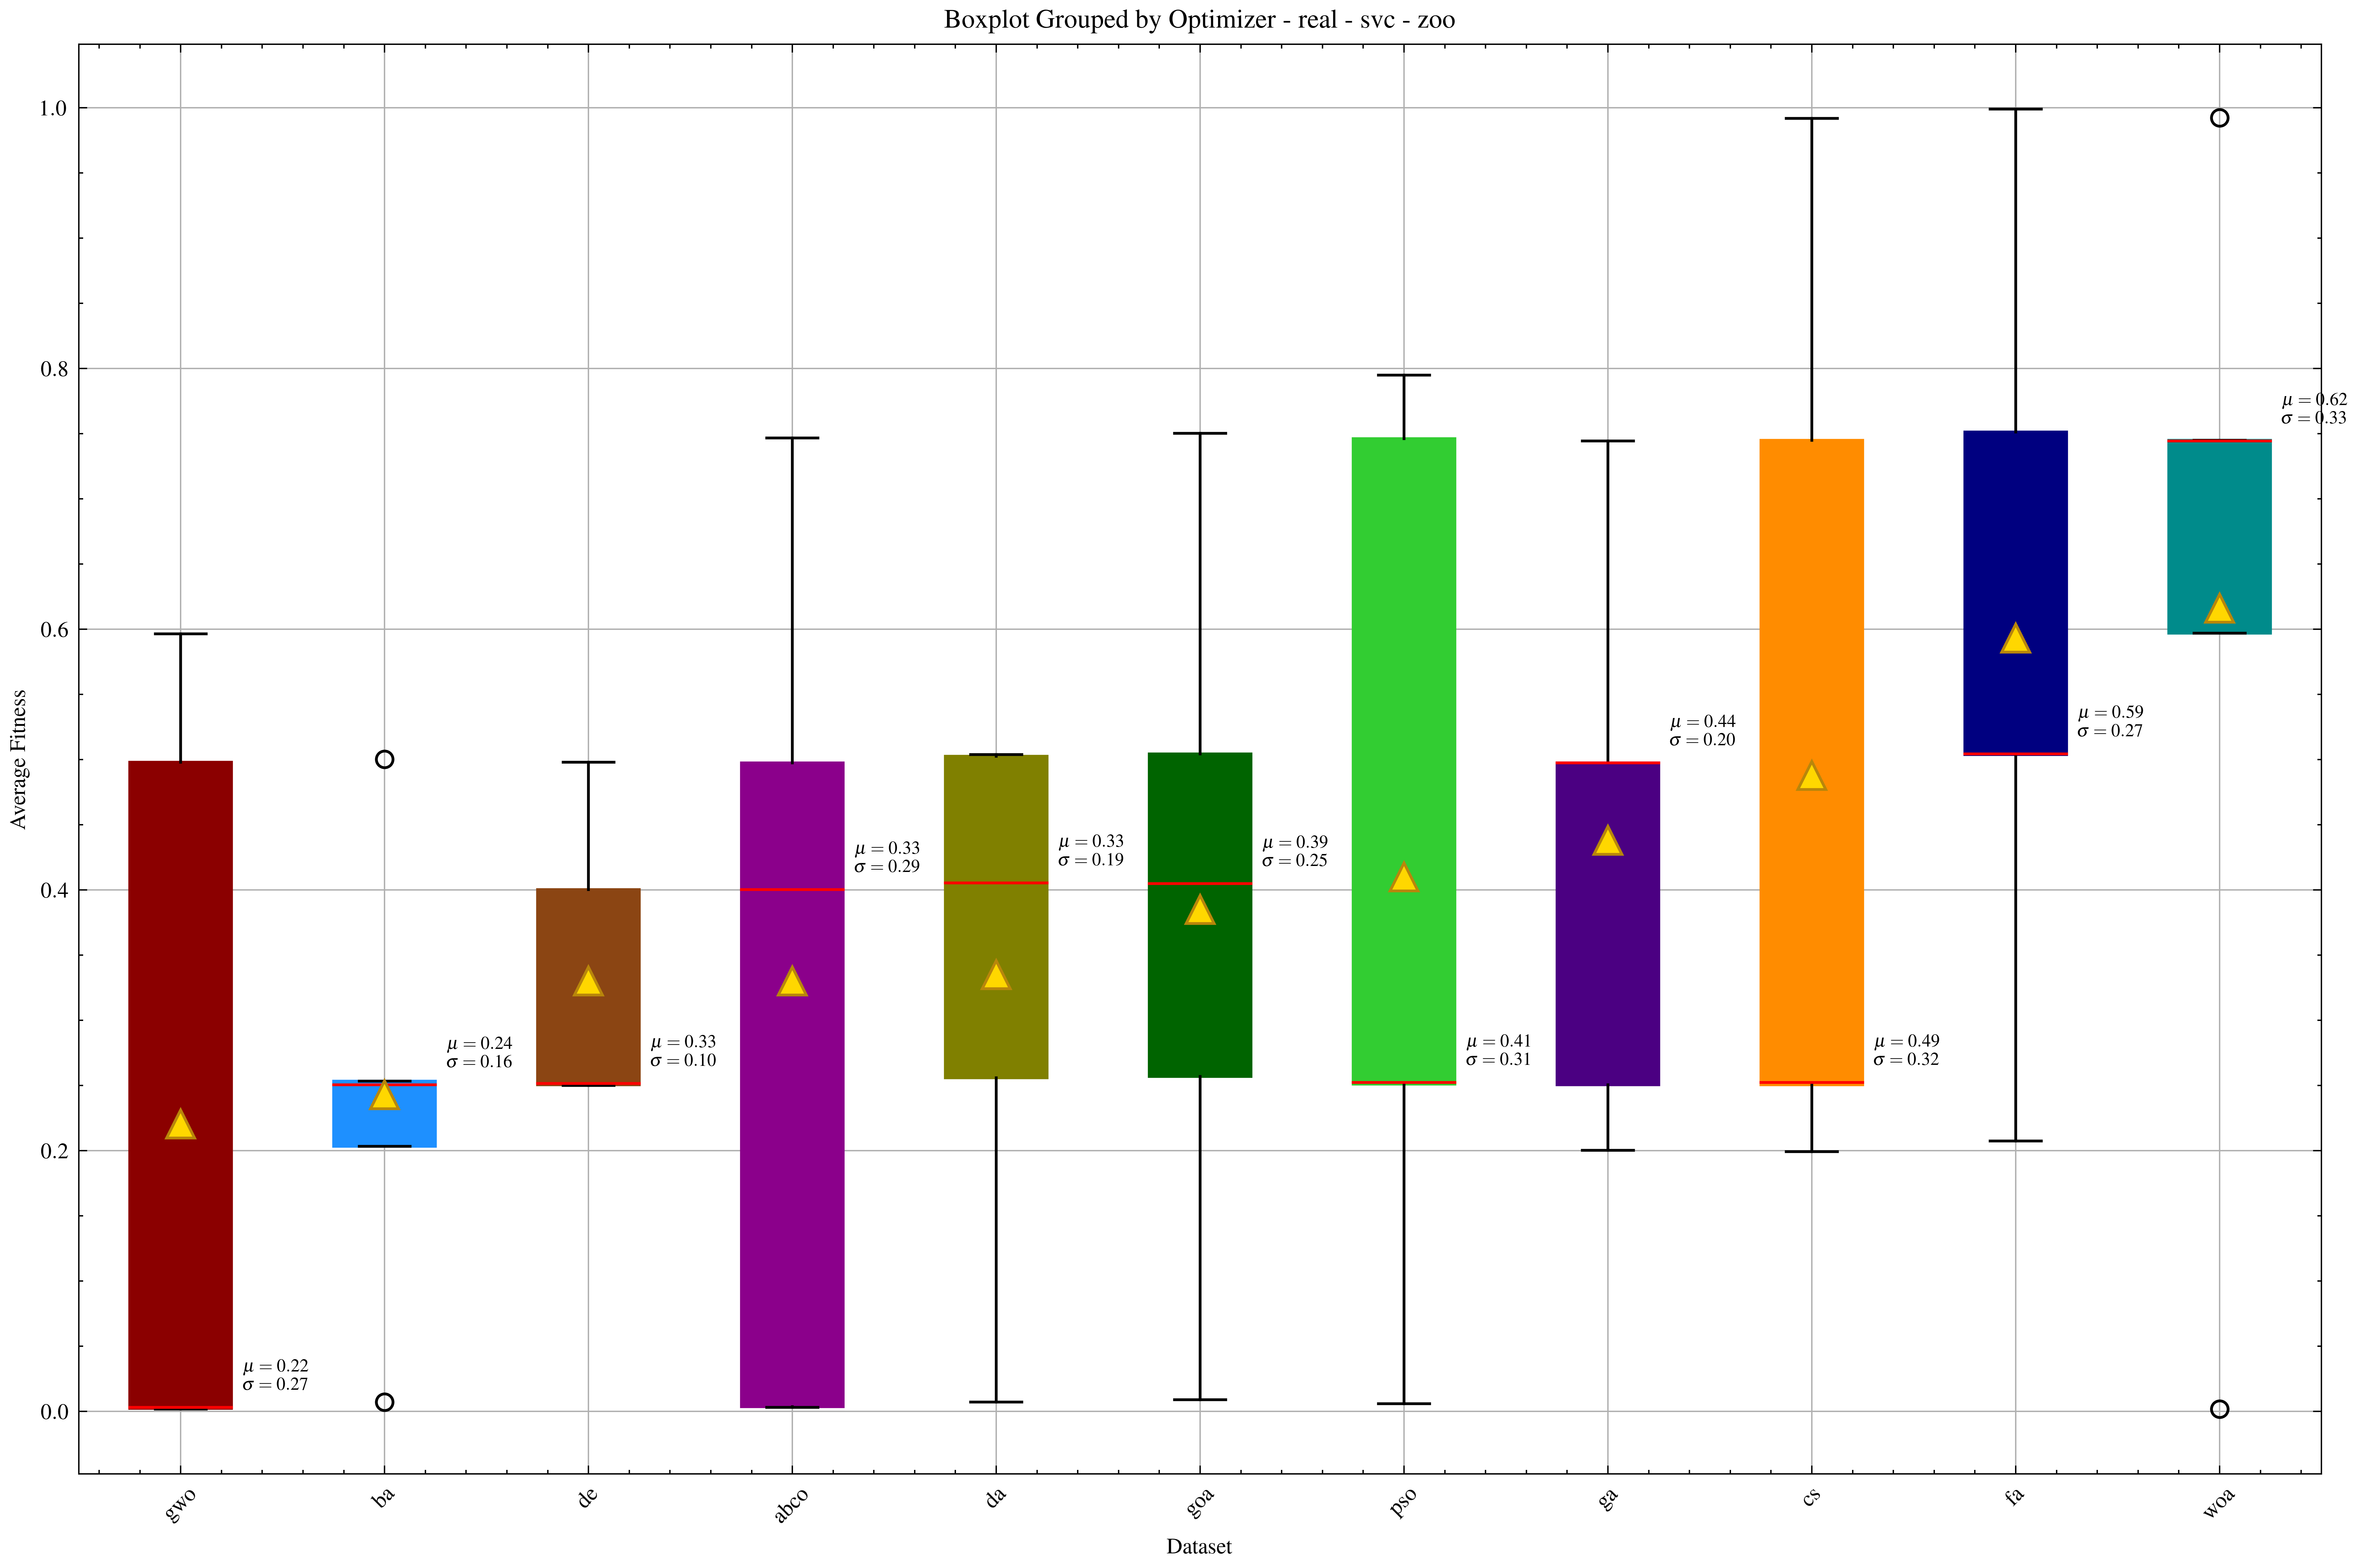 Boxplot Grouped by Optimizer - real - svc - zoo
Average Fitness
1.0
0.8
0.6
0.4
0.2
0.0
μ = 0.22
σ = 0.27
μ = 0.24
σ = 0.16
μ = 0.33
σ = 0.10
μ = 0.33
σ = 0.29
μ = 0.33
σ = 0.19
μ = 0.39
σ = 0.25
μ = 0.41
σ = 0.31
μ = 0.44
σ = 0.20
μ = 0.49
σ = 0.32
μ = 0.59
σ = 0.27
μ = 0.62
σ = 0.33
gwo
ba
de
abco
da
goa
pso
ga
cs
fa
woa
Dataset